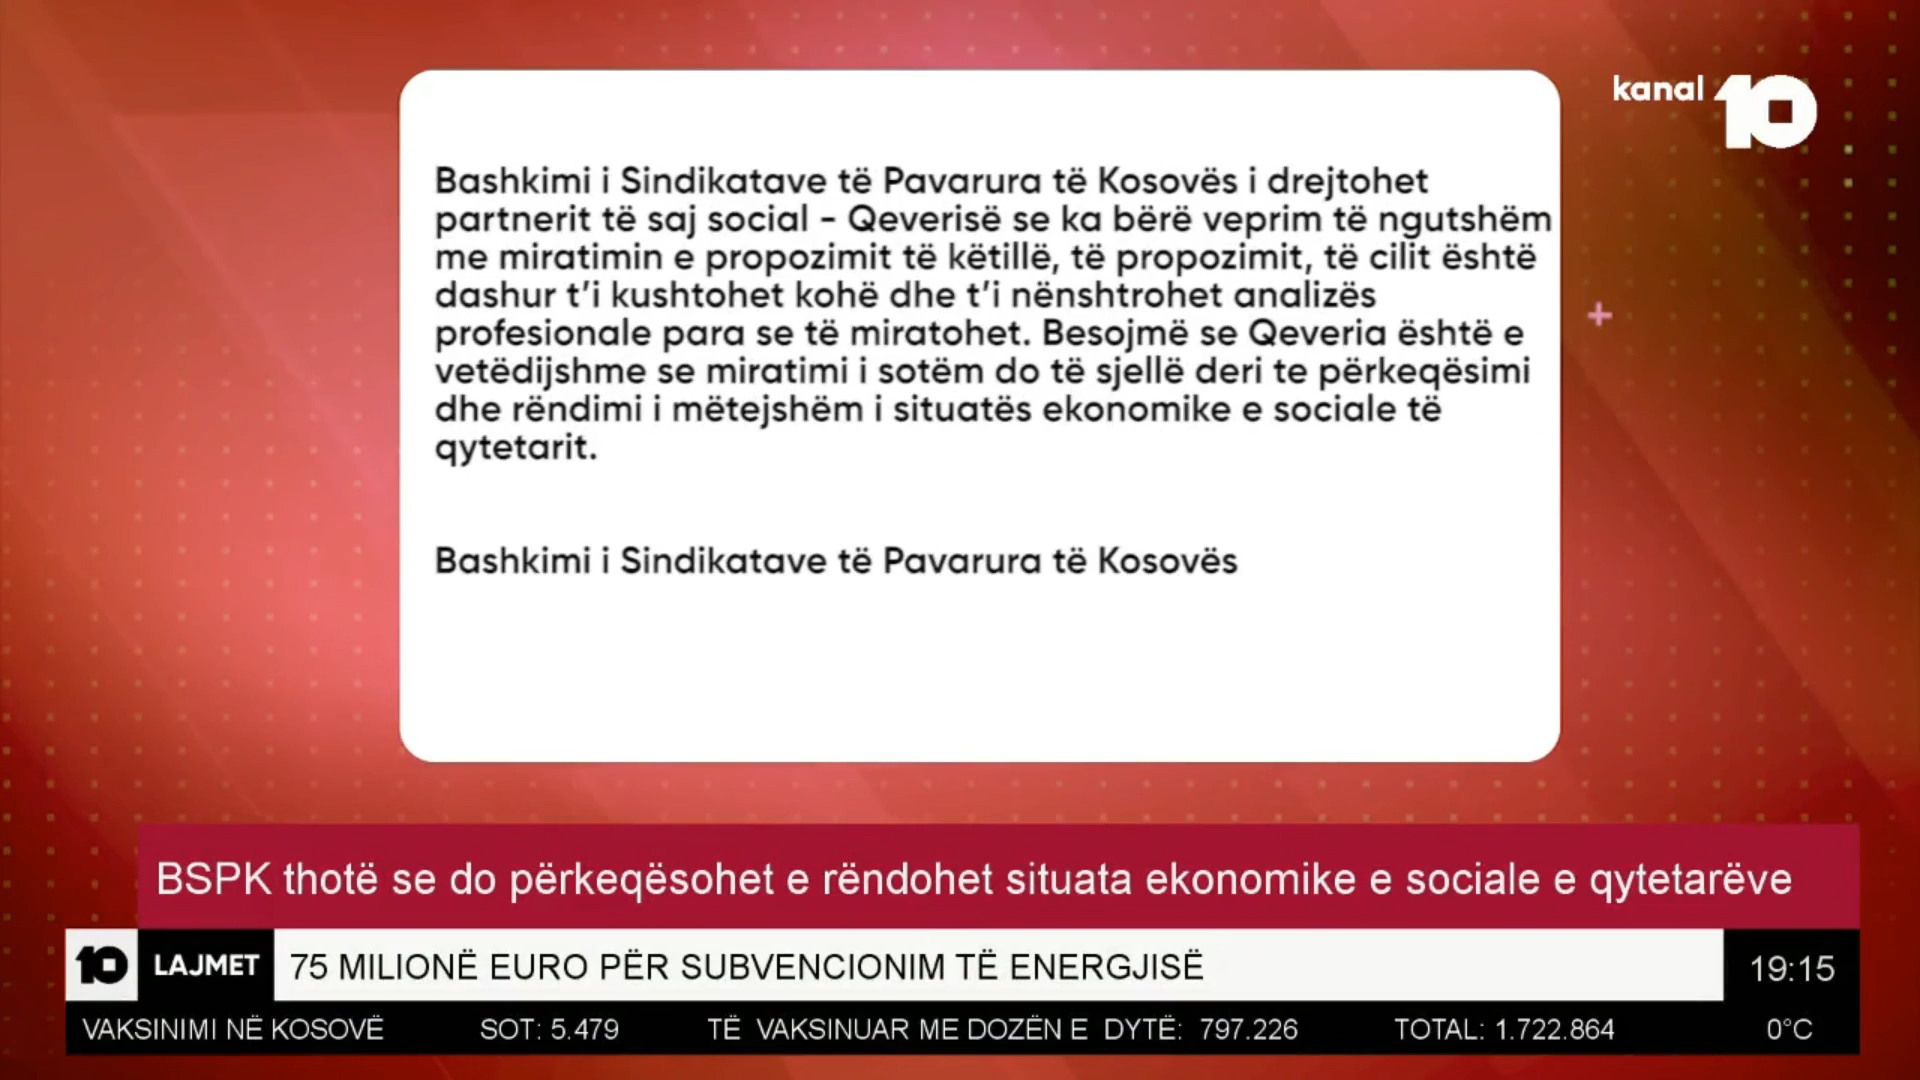 kanal 10
Bashkimi i Sindikatave të Pavarura të Kosovës i drejtohet
partnerit të saj social - Qeverisë se ka bërë veprim të ngutshëm
me miratimin e propozimit të këtillë, të propozimit, të cilit është
dashur t'i kushtohet kohë dhe t'i nënshtrohet analizës
profesionale para se të miratohet. Besojmë se Qeveria është e
vetëdijshme se miratimi i sotëm do të sjellë deri te përkeqësimi
dhe rëndimi i mëtejshëm i situatës ekonomike e sociale të
qytetarit.
Bashkimi i Sindikatave të Pavarura të Kosovës
BSPK thotë se do përkeqësohet e rëndohet situata ekonomike e sociale e qytetarëve
10 LAJMET 75 MILIONË EURO PËR SUBVENCIONIM TË ENERGJISË 19:15
VAKSINIMI NË KOSOVË SOT: 5.479 TË VAKSINUAR ME DOZËN E DYTË: 797.226 TOTAL: 1.722.864 0°C